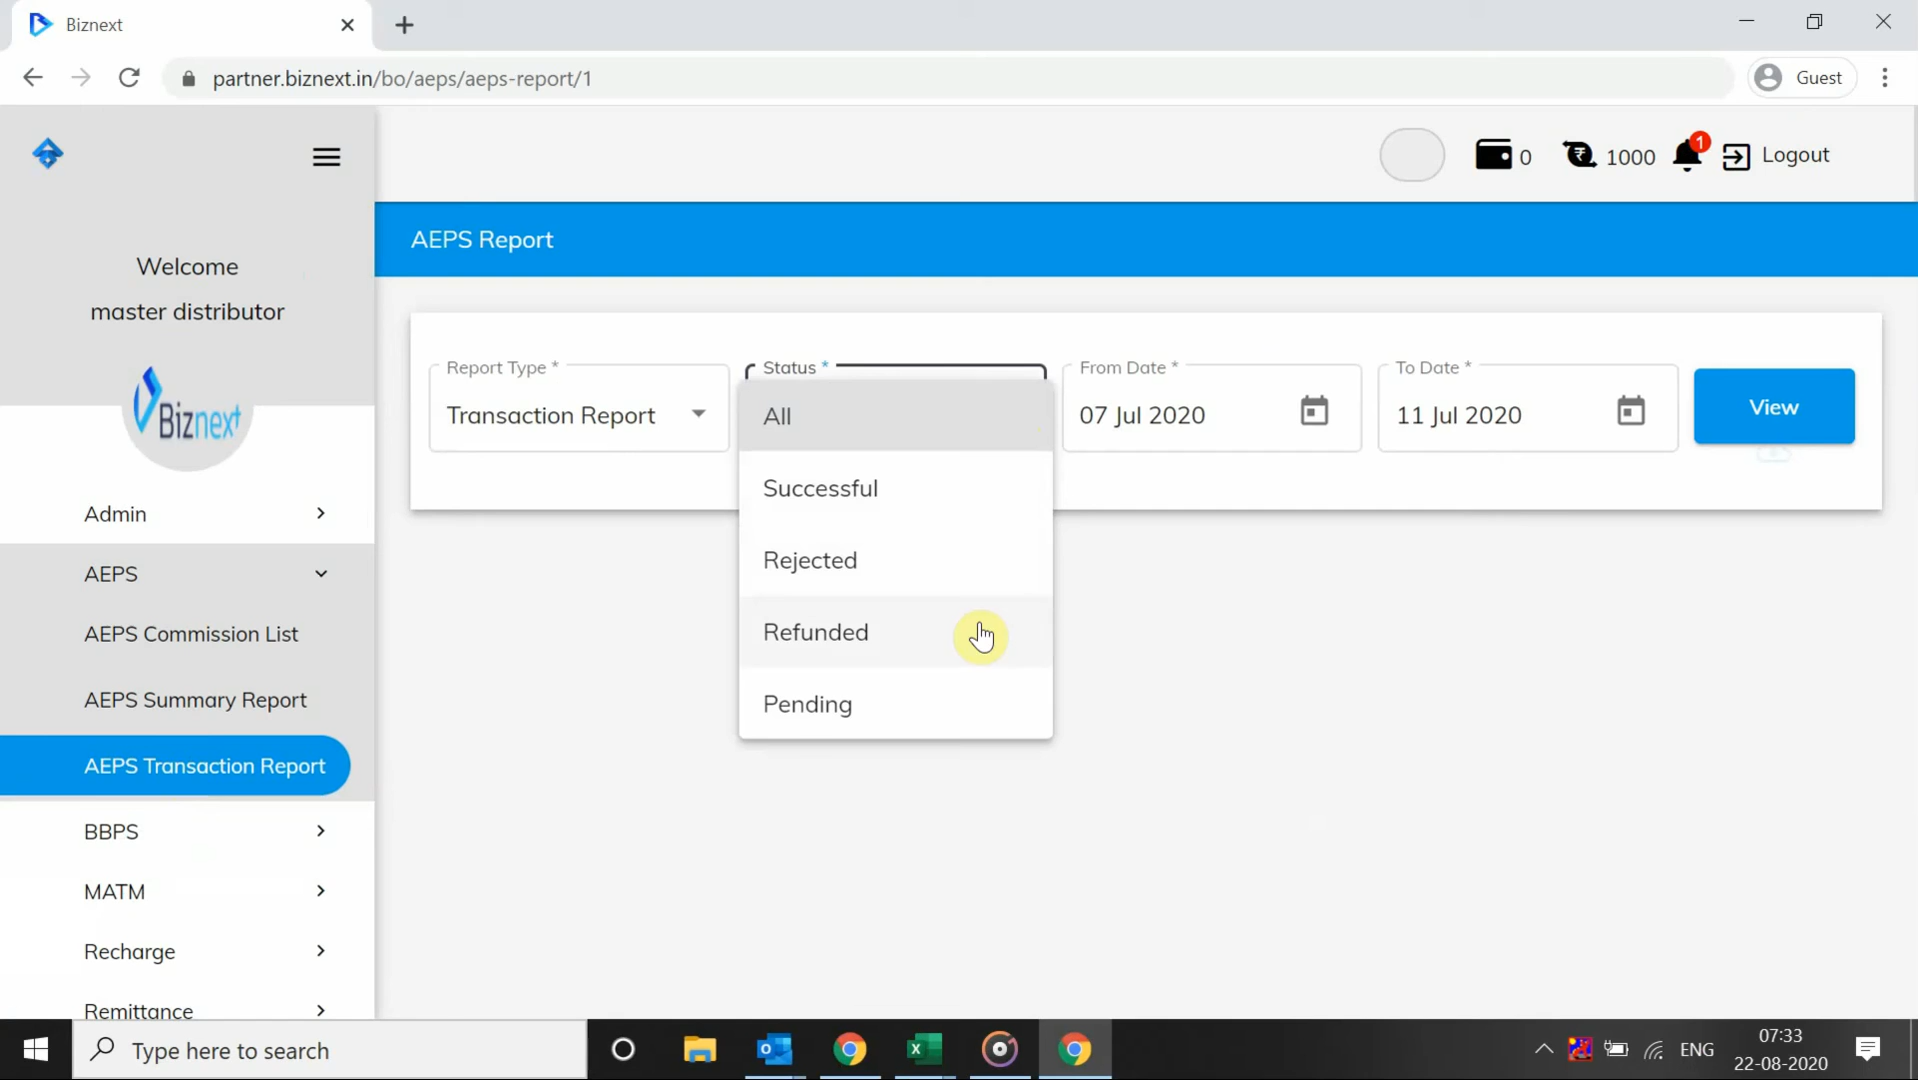 Biznext
partner.biznext.in/bo/aeps/aeps-report/1
Guest
0
1000
1
Logout
Welcome
master distributor
Biznext
AEPS Report
Report Type *
Transaction Report
Status *
All
Successful
Rejected
Refunded
Pending
From Date *
07 Jul 2020
To Date *
11 Jul 2020
View
Admin
AEPS
AEPS Commission List
AEPS Summary Report
AEPS Transaction Report
BBPS
MATM
Recharge
Remittance
Type here to search
ENG
07:33
22-08-2020